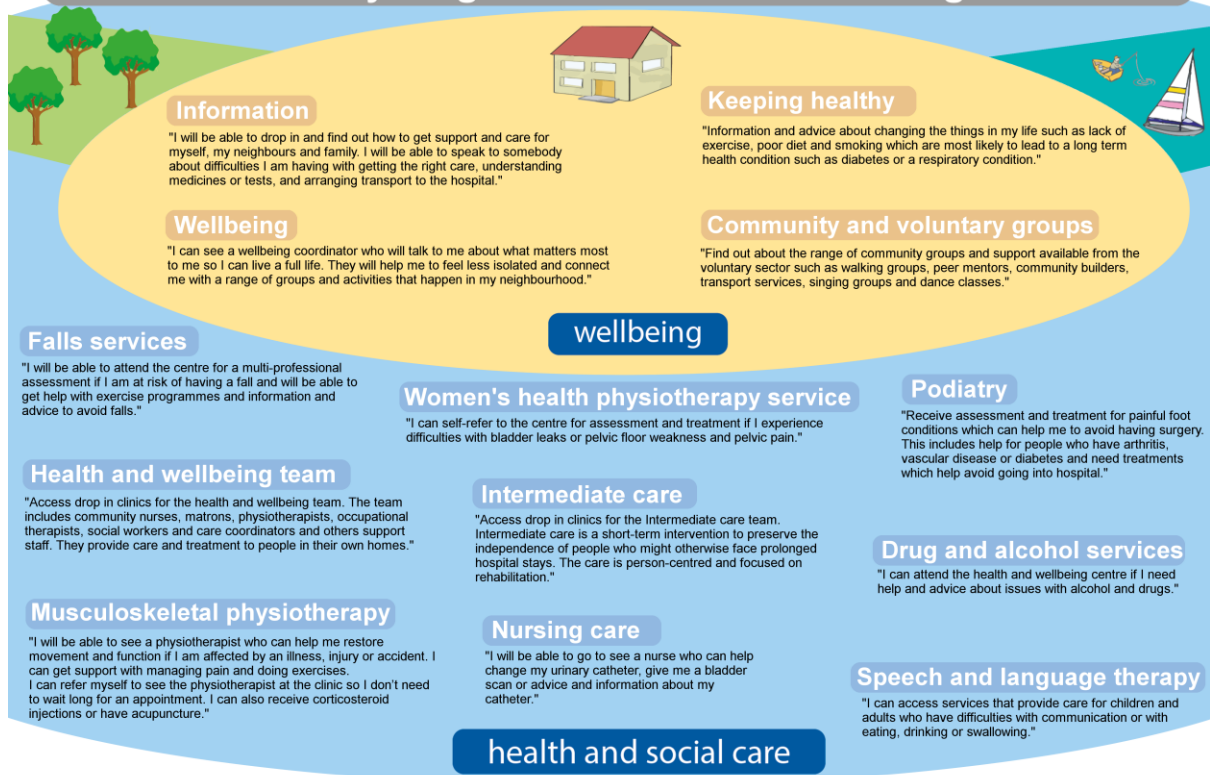 Information
"I will be able to drop in and find out how to get support and care for
myself, my neighbours and family. I will be able to speak to somebody
about difficulties I am having with getting the right care, understanding
medicines or tests, and arranging transport to the hospital."
Keeping healthy
"Information and advice about changing the things in my life such as lack of
exercise, poor diet and smoking which are most likely to lead to a long term
health condition such as diabetes or a respiratory condition."
Wellbeing
"I can see a wellbeing coordinator who will talk to me about what matters most
to me so I can live a full life. They will help me to feel less isolated and connect
me with a range of groups and activities that happen in my neighbourhood."
Community and voluntary groups
"Find out about the range of community groups and support available from the
voluntary sector such as walking groups, peer mentors, community builders,
transport services, singing groups and dance classes."
wellbeing
Falls services
"I will be able to attend the centre for a multi-professional
assessment if I am at risk of having a fall and will be able to
get help with exercise programmes and information and
advice to avoid falls."
Women's health physiotherapy service
"I can self-refer to the centre for assessment and treatment if I experience
difficulties with bladder leaks or pelvic floor weakness and pelvic pain."
Podiatry
"Receive assessment and treatment for painful foot
conditions which can help me to avoid having surgery.
This includes help for people who have arthritis,
vascular disease or diabetes and need treatments
which help avoid going into hospital."
Health and wellbeing team
"Access drop in clinics for the health and wellbeing team. The team
includes community nurses, matrons, physiotherapists, occupational
therapists, social workers and care coordinators and others support
staff. They provide care and treatment to people in their own homes."
Intermediate care
"Access drop in clinics for the Intermediate care team.
Intermediate care is a short-term intervention to preserve the
independence of people who might otherwise face prolonged
hospital stays. The care is person-centred and focused on
rehabilitation."
Drug and alcohol services
"I can attend the health and wellbeing centre if I need
help and advice about issues with alcohol and drugs."
Musculoskeletal physiotherapy
"I will be able to see a physiotherapist who can help me restore
movement and function if I am affected by an illness, injury or accident. I
can get support with managing pain and doing exercises.
I can refer myself to see the physiotherapist at the clinic so I don't need
to wait long for an appointment. I can also receive corticosteroid
injections or have acupuncture."
Nursing care
"I will be able to go to see a nurse who can help
change my urinary catheter, give me a bladder
scan or advice and information about my
catheter."
Speech and language therapy
"I can access services that provide care for children and
adults who have difficulties with communication or with
eating, drinking or swallowing."
health and social care